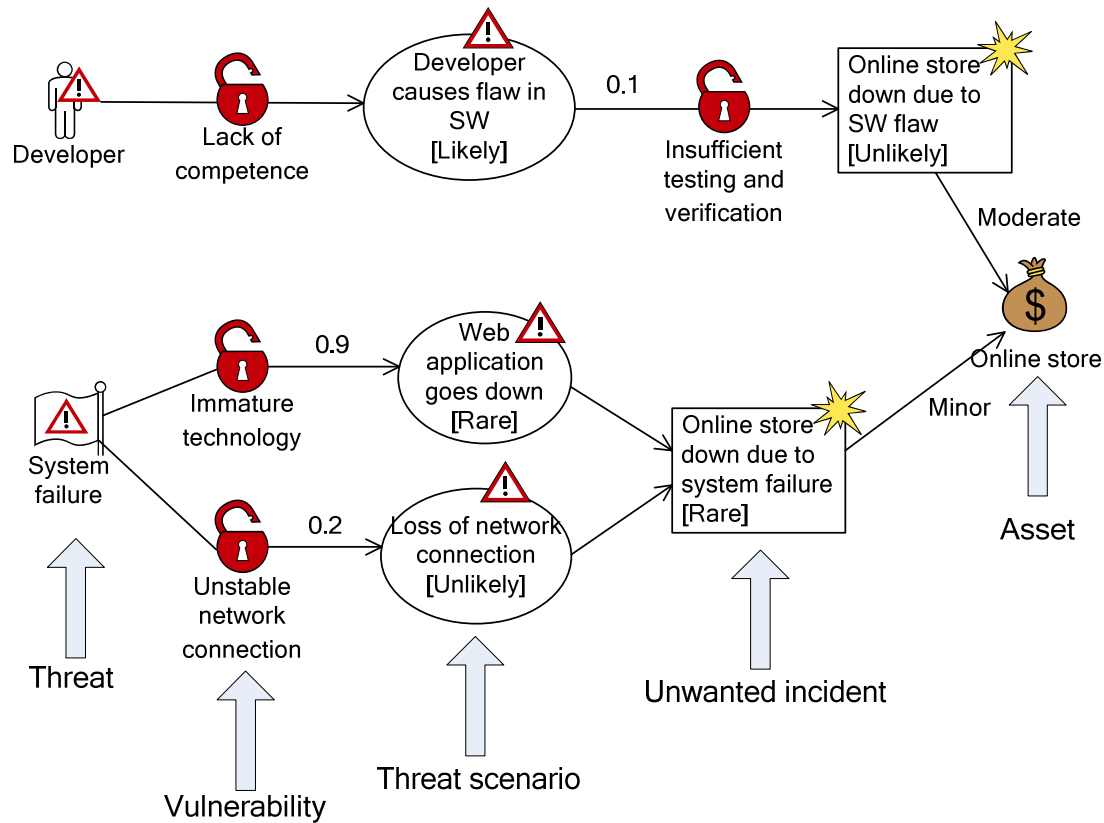 Developer
Lack of
competence
Developer
causes flaw in
SW
[Likely]
0.1
Insufficient
testing and
verification
Online store
down due to
SW flaw
[Unlikely]
Moderate
$
Online store
System
failure
Immature
technology
0.9
Web
application
goes down
[Rare]
Unstable
network
connection
0.2
Loss of network
connection
[Unlikely]
Online store
down due to
system failure
[Rare]
Minor
Threat
Vulnerability
Threat scenario
Unwanted incident
Asset